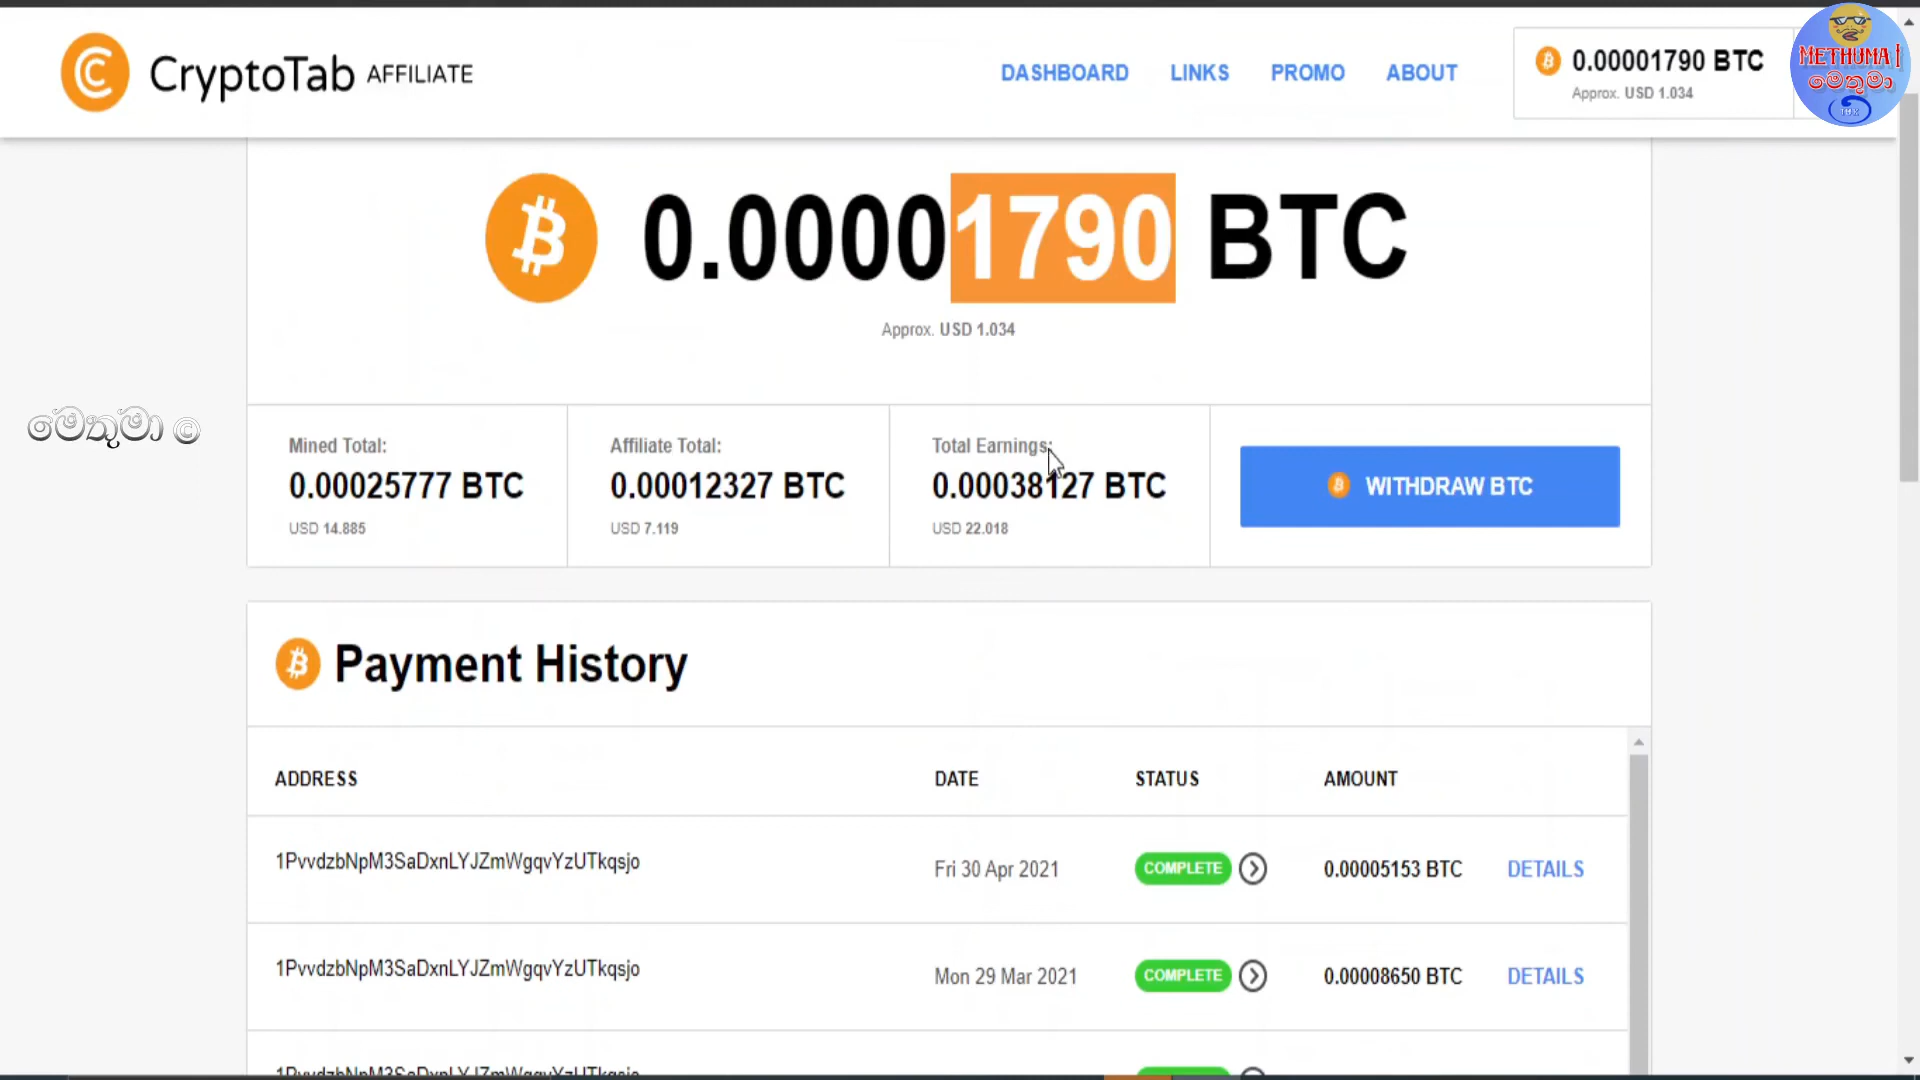 CryptoTab AFFILIATE
DASHBOARD LINKS PROMO ABOUT
0.00001790 BTC
Approx. USD 1.034
METHUMA |
මෙතුමා
0.00001790 BTC
Approx. USD 1.034
මෙතුමා ©
Mined Total:
0.00025777 BTC
USD 14.885
Affiliate Total:
0.00012327 BTC
USD 7.119
Total Earnings:
0.00038127 BTC
USD 22.018
WITHDRAW BTC
Payment History
ADDRESS DATE STATUS AMOUNT
1PvvdzbNpM3SaDxnLYJZmWgqvYzUTkqsjo Fri 30 Apr 2021 COMPLETE 0.00005153 BTC DETAILS
1PvvdzbNpM3SaDxnLYJZmWgqvYzUTkqsjo Mon 29 Mar 2021 COMPLETE 0.00008650 BTC DETAILS